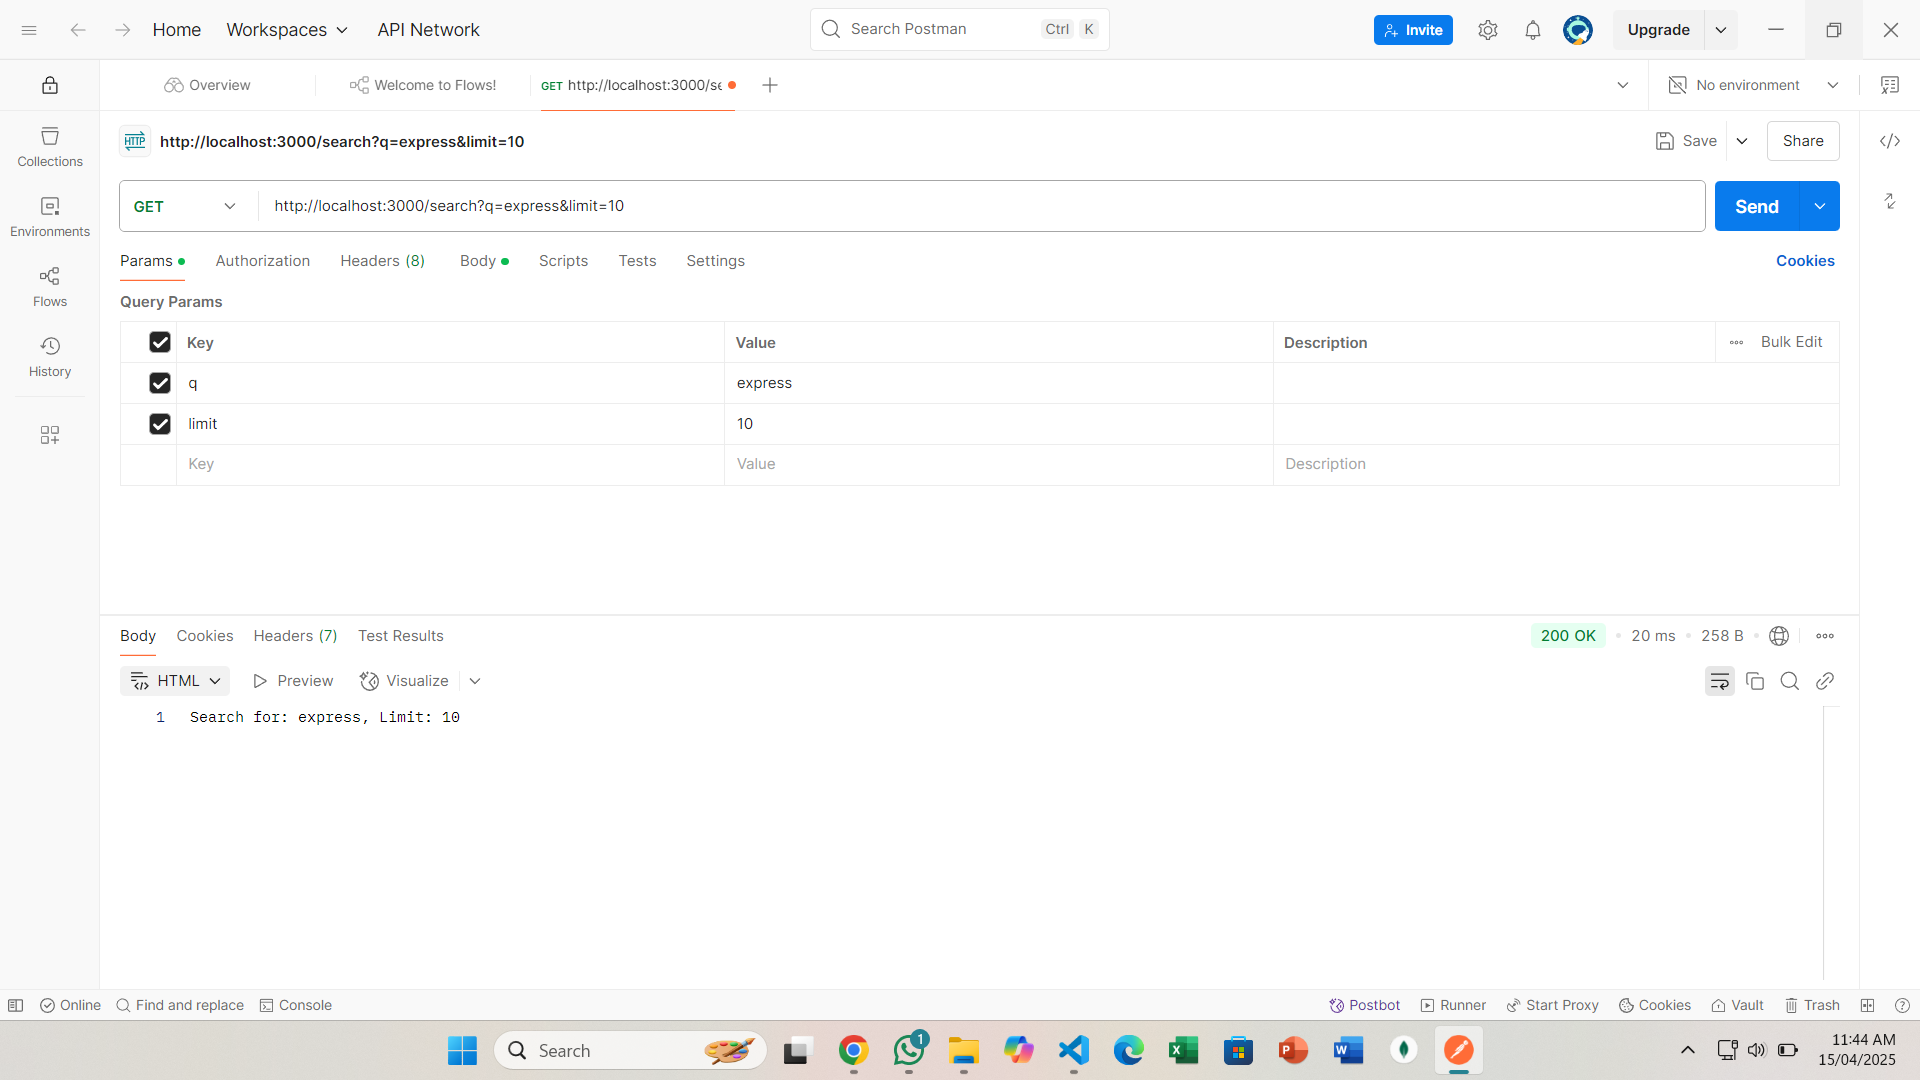 Home Workspaces API Network Search Postman Ctrl K Invite Upgrade
Overview Welcome to Flows! GET http://localhost:3000/se No environment
HTTP http://localhost:3000/search?q=express&limit=10 Save Share
Collections
Environments
Flows
History
GET http://localhost:3000/search?q=express&limit=10 Send
Params Authorization Headers (8) Body Scripts Tests Settings Cookies
Query Params
Key Value Description Bulk Edit
q express
limit 10
Key Value Description
Body Cookies Headers (7) Test Results 200 OK 20 ms 258 B
HTML Preview Visualize
1 Search for: express, Limit: 10
Online Find and replace Console Postbot Runner Start Proxy Cookies Vault Trash
Search 1 11:44 AM
15/04/2025